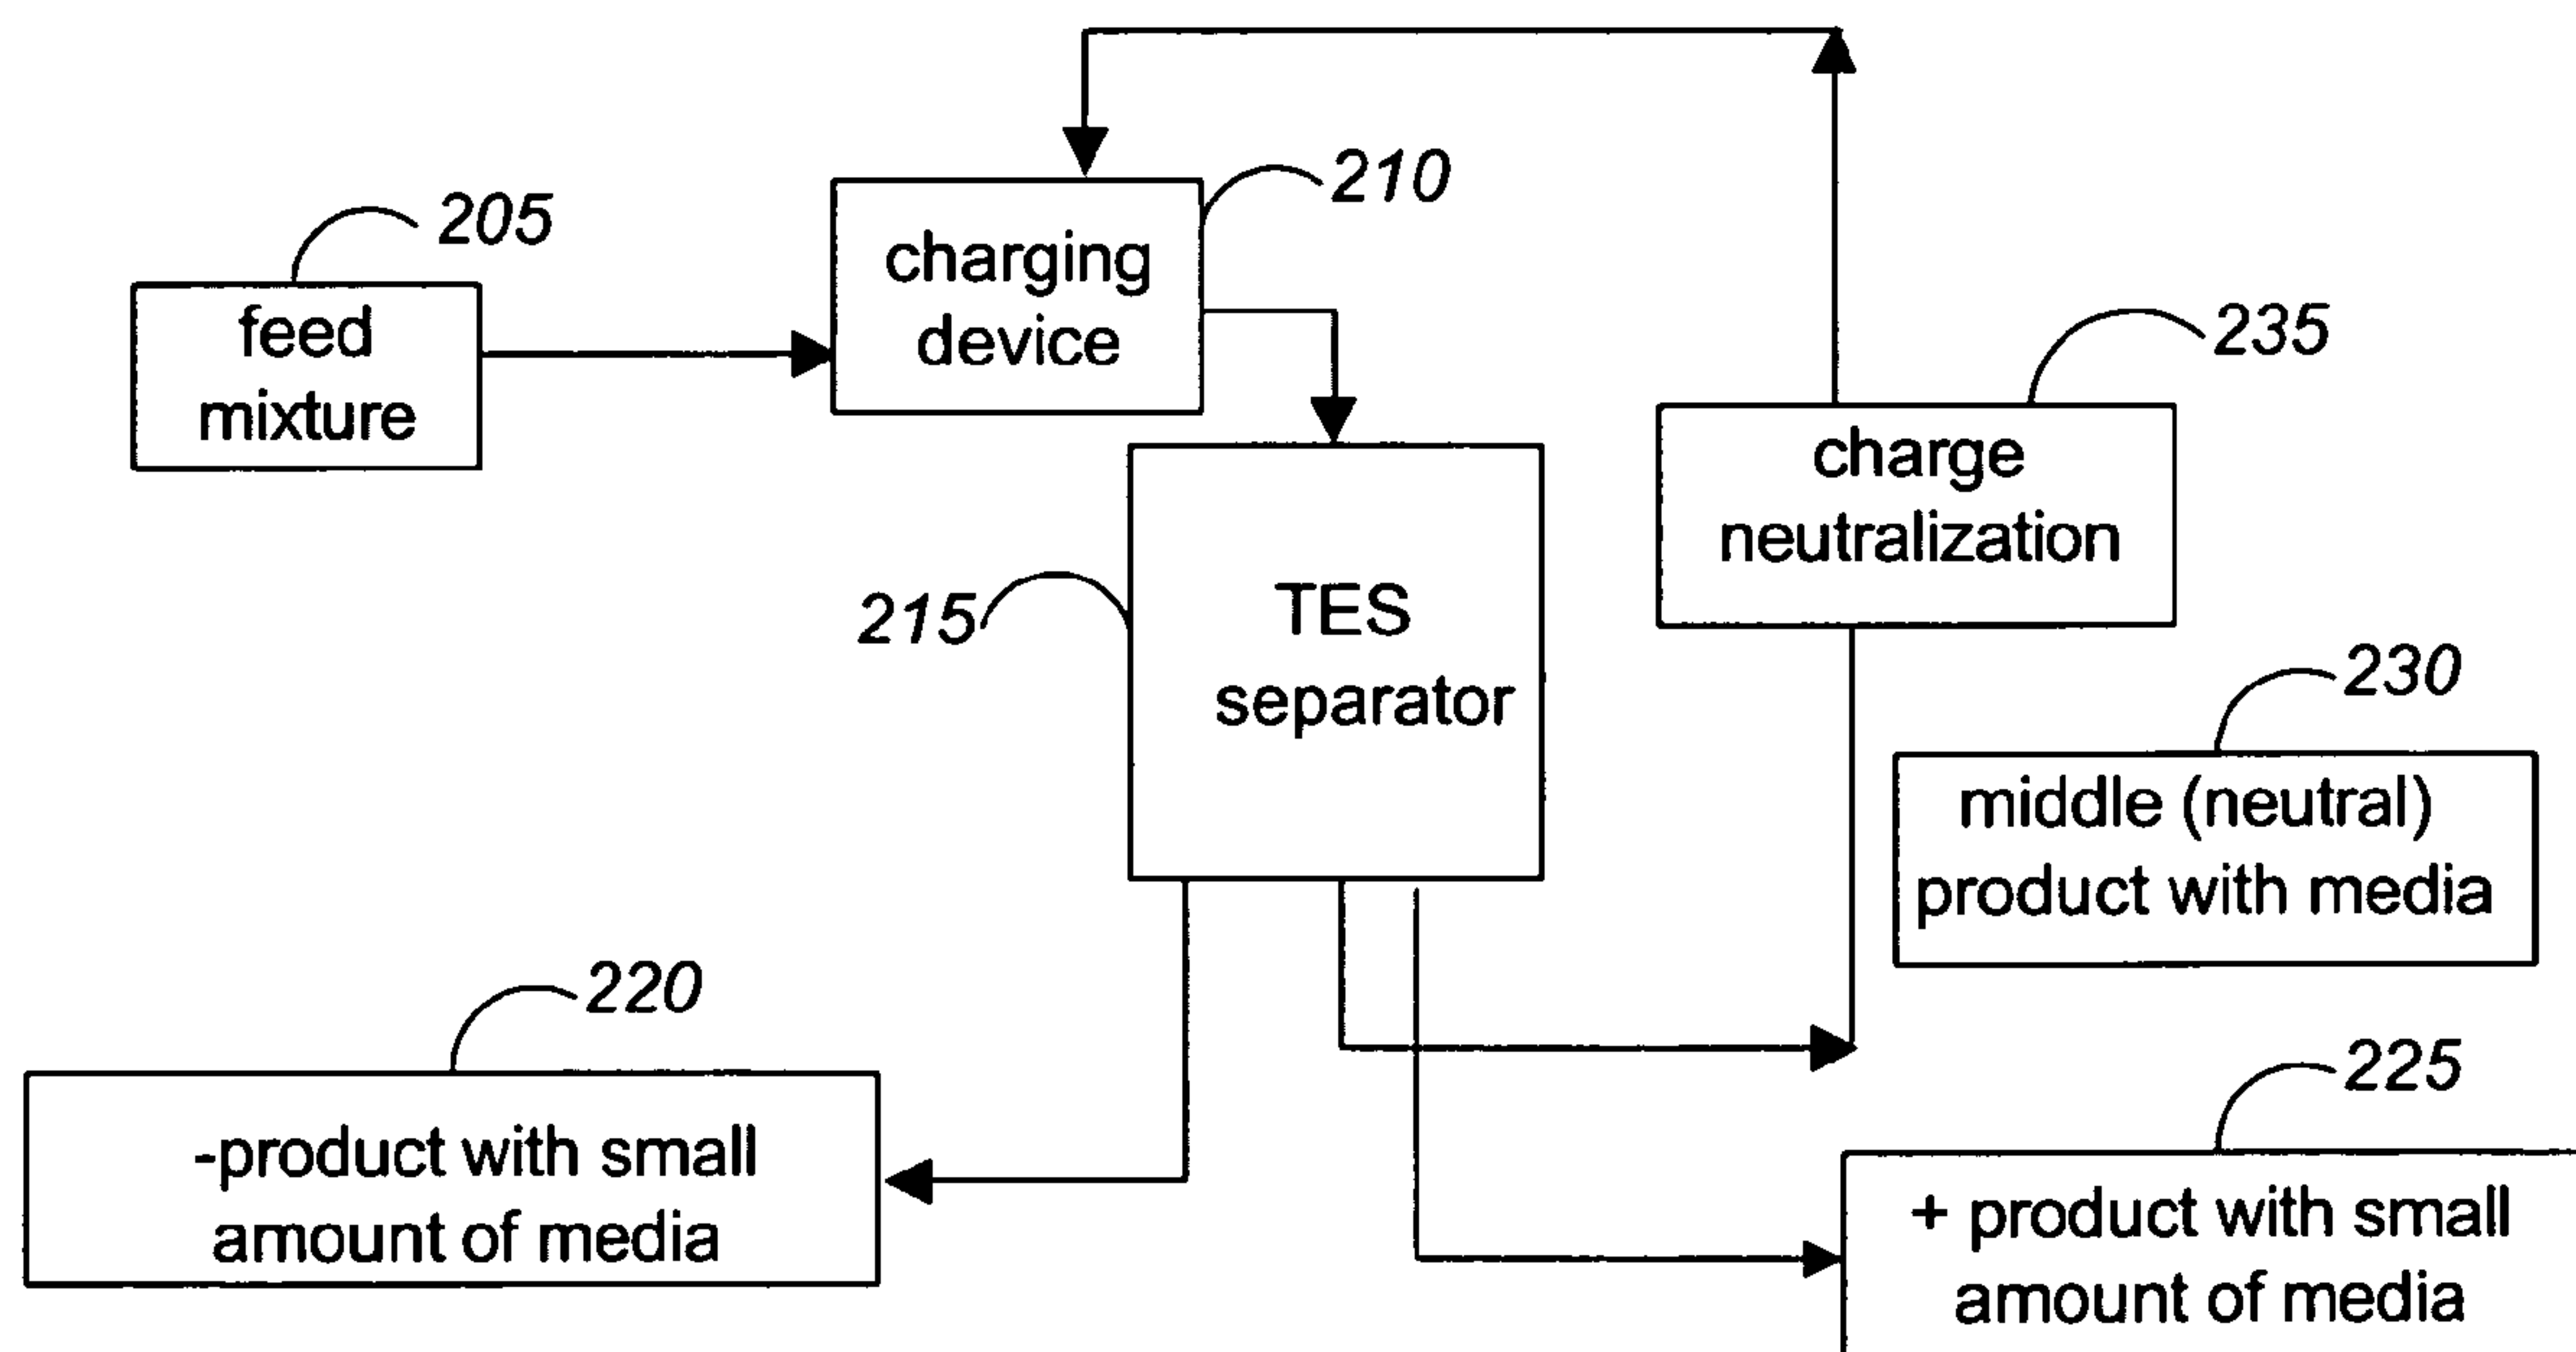 205
feed
mixture
210
charging
device
235
charge
neutralization
215
TES
separator
230
middle (neutral)
product with media
220
-product with small
amount of media
225
+ product with small
amount of media